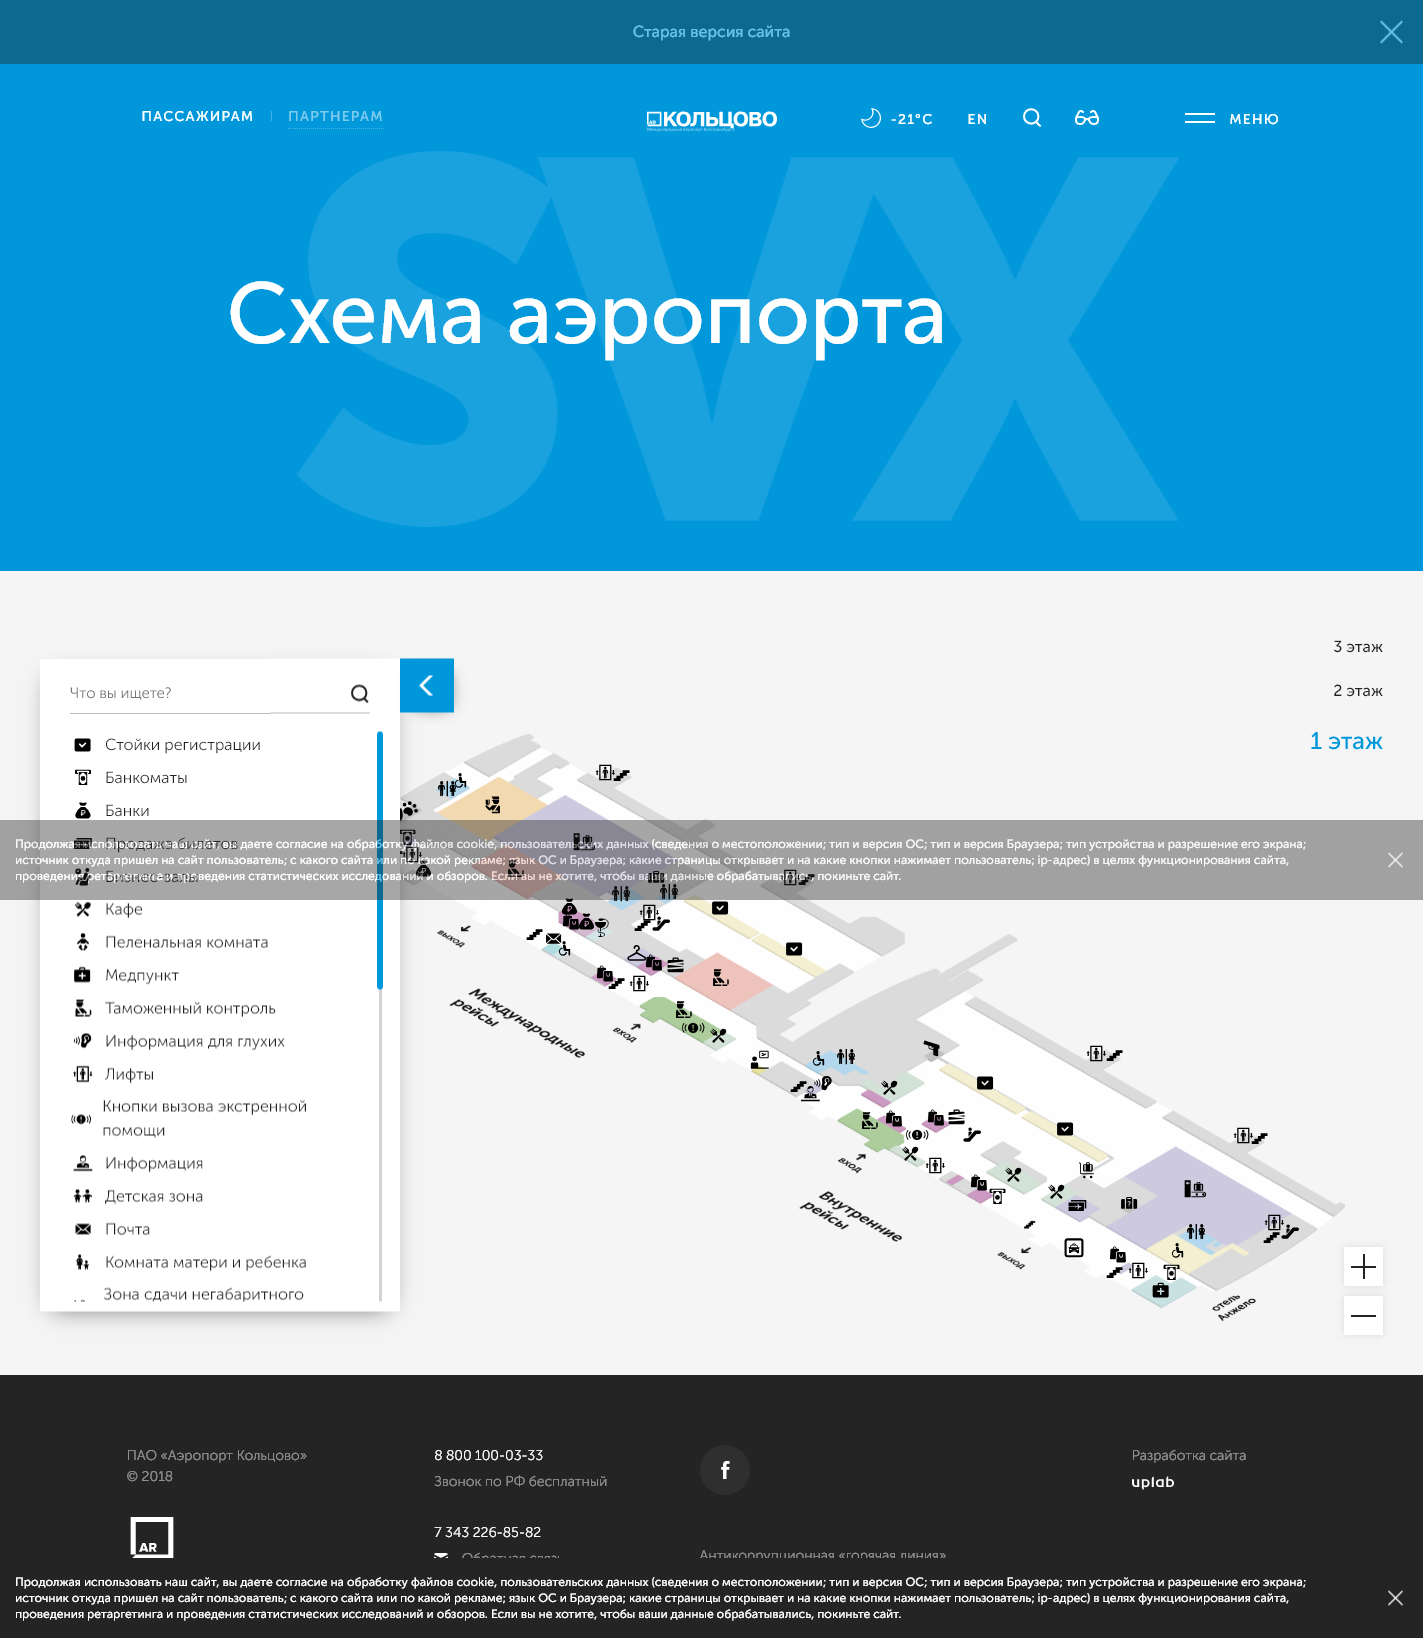 Старая версия сайта
ПАССАЖИРАМ
ПАРТНЕРАМ
КОЛЬЦОВО
-21°C
EN
МЕНЮ
SVX
Схема аэропорта
3 этаж
2 этаж
1 этаж
Что вы ищете?
Стойки регистрации
Банкоматы
Банки
Продажа билетов
Бизнес-залы
Кафе
Пеленальная комната
Медпункт
Таможенный контроль
Информация для глухих
Лифты
Кнопки вызова экстренной
помощи
Информация
Детская зона
Почта
Комната матери и ребенка
Зона сдачи негабаритного
Продолжая использовать наш сайт, вы даете согласие на обработку файлов cookie, пользовательских данных (сведения о местоположении; тип и версия ОС; тип и версия Браузера; тип устройства и разрешение его экрана;
источник откуда пришел на сайт пользователь; с какого сайта или по какой рекламе; язык ОС и Браузера; какие страницы открывает и на какие кнопки нажимает пользователь; ip-адрес) в целях функционирования сайта,
проведения ретаргетинга и проведения статистических исследований и обзоров. Если вы не хотите, чтобы ваши данные обрабатывались, покиньте сайт.
выход
Международные
рейсы
вход
вход
Внутренние
рейсы
выход
отель
Анжело
ПАО «Аэропорт Кольцово»
© 2018
AR
8 800 100-03-33
Звонок по РФ бесплатный
7 343 226-85-82
Обратная связь
f
Антикоррупционная «горячая линия»
Разработка сайта
uplab
Продолжая использовать наш сайт, вы даете согласие на обработку файлов cookie, пользовательских данных (сведения о местоположении; тип и версия ОС; тип и версия Браузера; тип устройства и разрешение его экрана;
источник откуда пришел на сайт пользователь; с какого сайта или по какой рекламе; язык ОС и Браузера; какие страницы открывает и на какие кнопки нажимает пользователь; ip-адрес) в целях функционирования сайта,
проведения ретаргетинга и проведения статистических исследований и обзоров. Если вы не хотите, чтобы ваши данные обрабатывались, покиньте сайт.